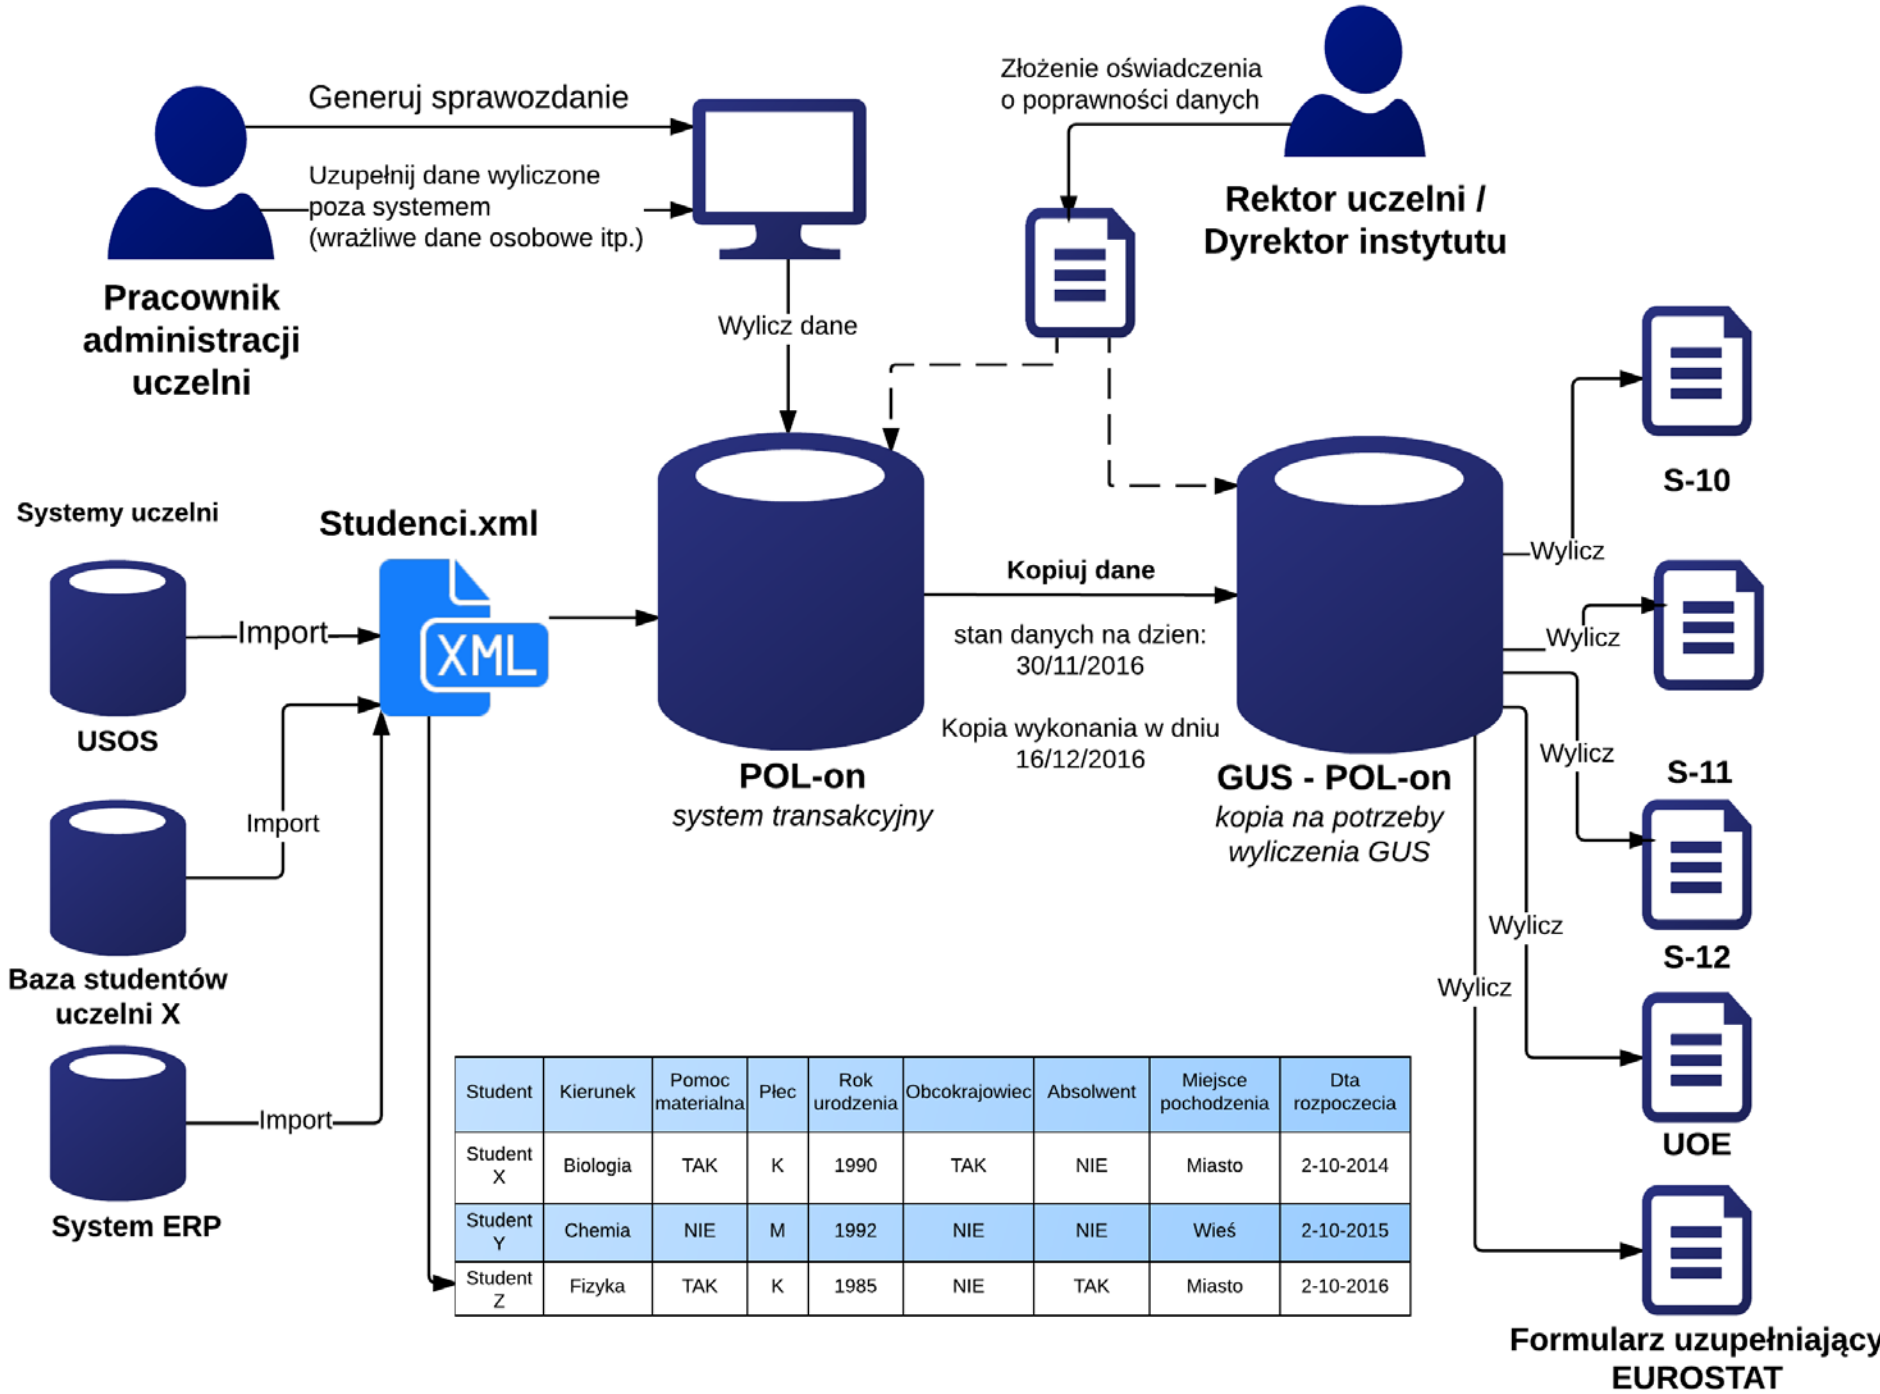 Generuj sprawozdanie
Uzupełnij dane wyliczone
poza systemem
(wrażliwe dane osobowe itp.)
Pracownik
administracji
uczelni
Wylicz dane
Złożenie oświadczenia
o poprawności danych
Rektor uczelni /
Dyrektor instytutu
Systemy uczelni
USOS
Import
Baza studentów
uczelni X
Import
System ERP
Import
Studenci.xml
XML
POL-on
system transakcyjny
Kopiuj dane
stan danych na dzien:
30/11/2016
Kopia wykonania w dniu
16/12/2016
GUS - POL-on
kopia na potrzeby
wyliczenia GUS
Wylicz
S-10
Wylicz
S-11
Wylicz
S-12
Wylicz
UOE
Wylicz
Formularz uzupełniający
EUROSTAT
Student Kierunek Pomoc materialna Płec Rok urodzenia Obcokrajowiec Absolwent Miejsce pochodzenia Dta rozpoczecia
Student X Biologia TAK K 1990 TAK NIE Miasto 2-10-2014
Student Y Chemia NIE M 1992 NIE NIE Wieś 2-10-2015
Student Z Fizyka TAK K 1985 NIE TAK Miasto 2-10-2016